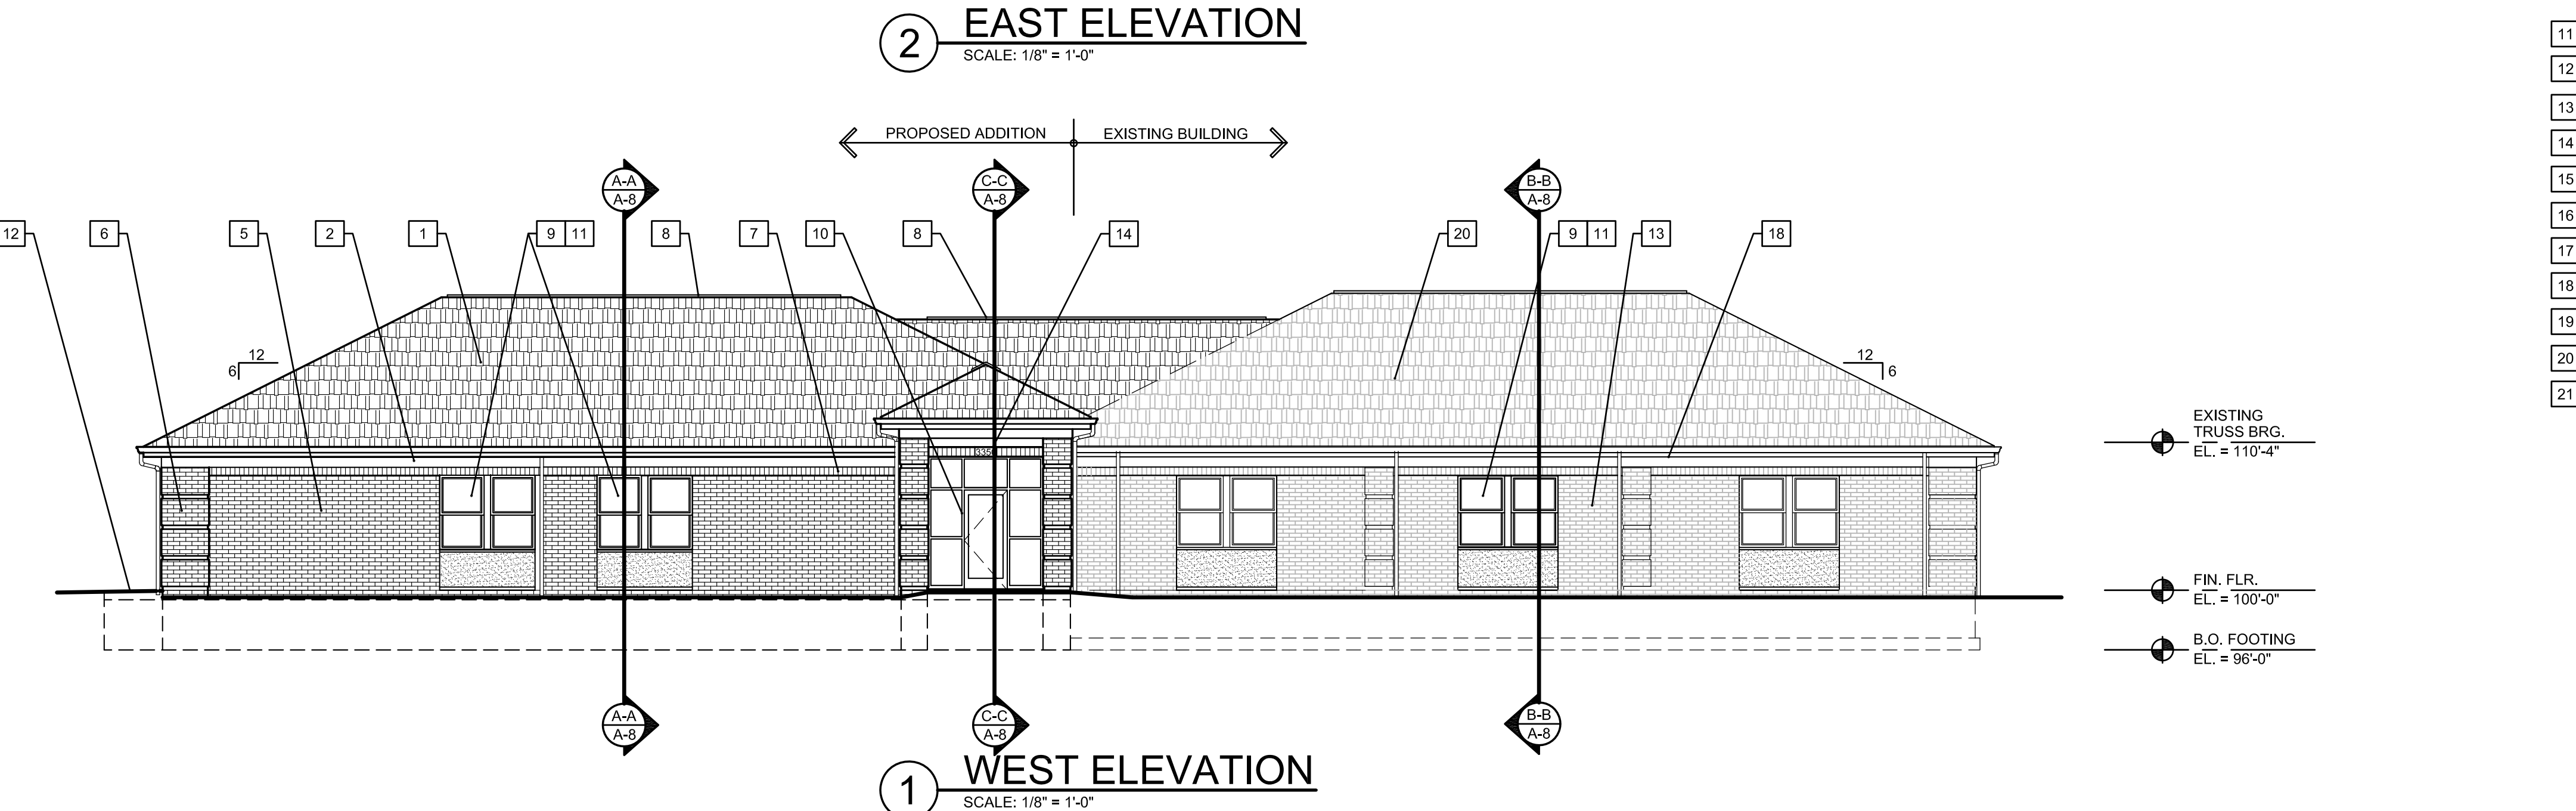 2
EAST ELEVATION
SCALE: 1/8" = 1'-0"
PROPOSED ADDITION
EXISTING BUILDING
A-A
A-8
C-C
A-8
B-B
A-8
12
6
5
2
1
9 11
8
7
10
8
14
20
9 11
13
18
12
6
12
6
EXISTING
TRUSS BRG.
EL. = 110'-4"
FIN. FLR.
EL. = 100'-0"
B.O. FOOTING
EL. = 96'-0"
A-A
A-8
C-C
A-8
B-B
A-8
1
WEST ELEVATION
SCALE: 1/8" = 1'-0"
11
12
13
14
15
16
17
18
19
20
21